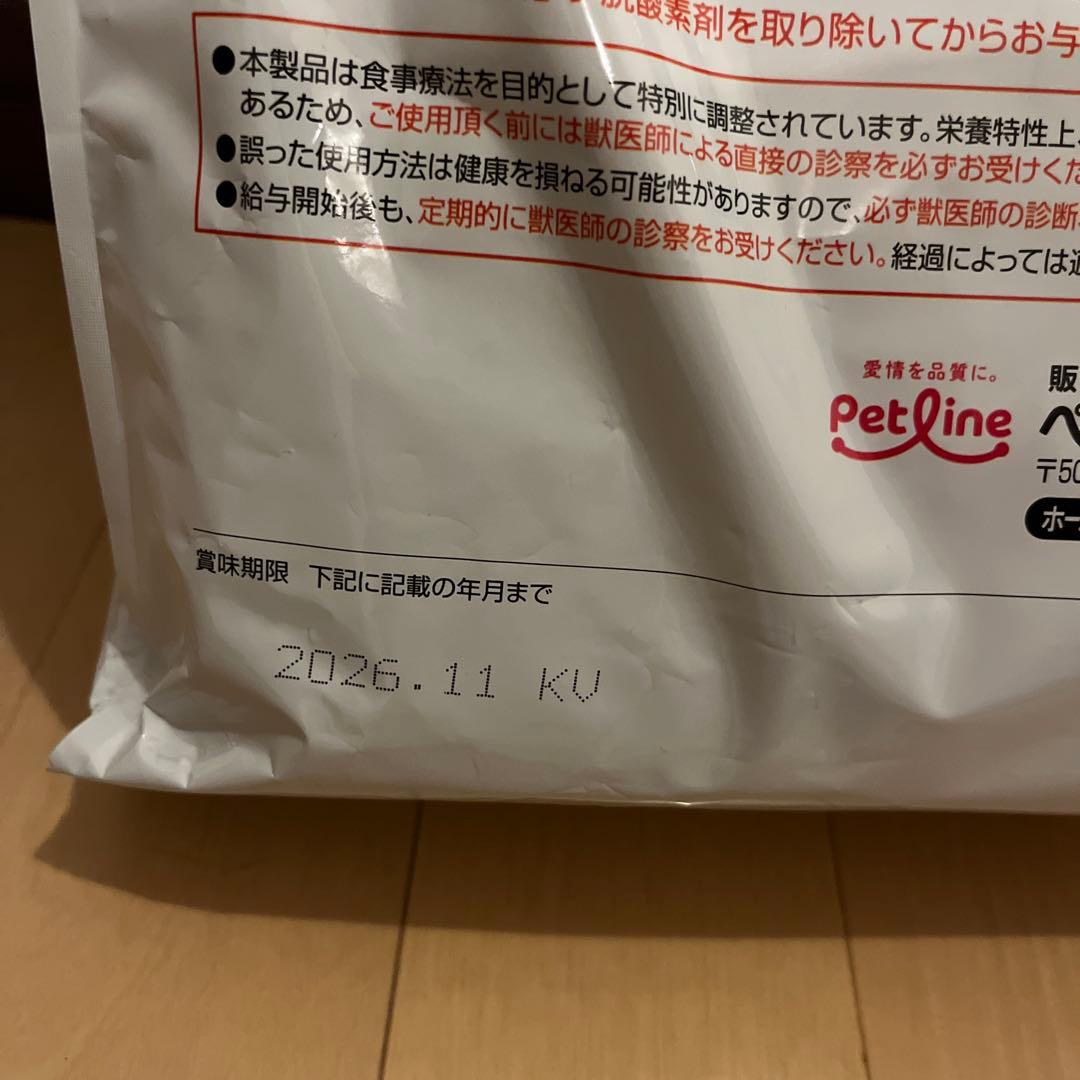 脱酸素剤を取り除いてからお与
●本製品は食事療法を目的として特別に調整されています。栄養特性上、
あるため、ご使用頂く前には獣医師による直接の診察を必ずお受けくだ
●誤った使用方法は健康を損ねる可能性がありますので、必ず獣医師の診断
●給与開始後も、定期的に獣医師の診察をお受けください。経過によっては
愛情を品質に。
petline
販
ペ
〒50
ホー
賞味期限 下記に記載の年月まで
2026.11 KV